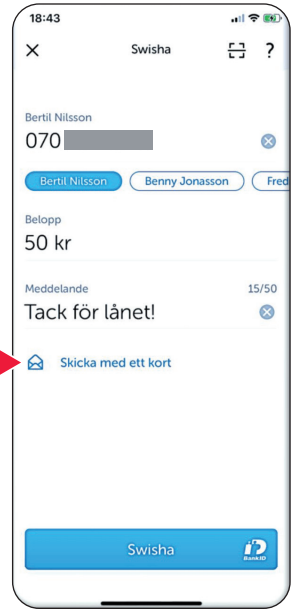 18:43
Swisha
?
Bertil Nilsson
070
Bertil Nilsson Benny Jonasson Fred
Belopp
50 kr
Meddelande 15/50
Tack för lånet!
Skicka med ett kort
Swisha
BankID